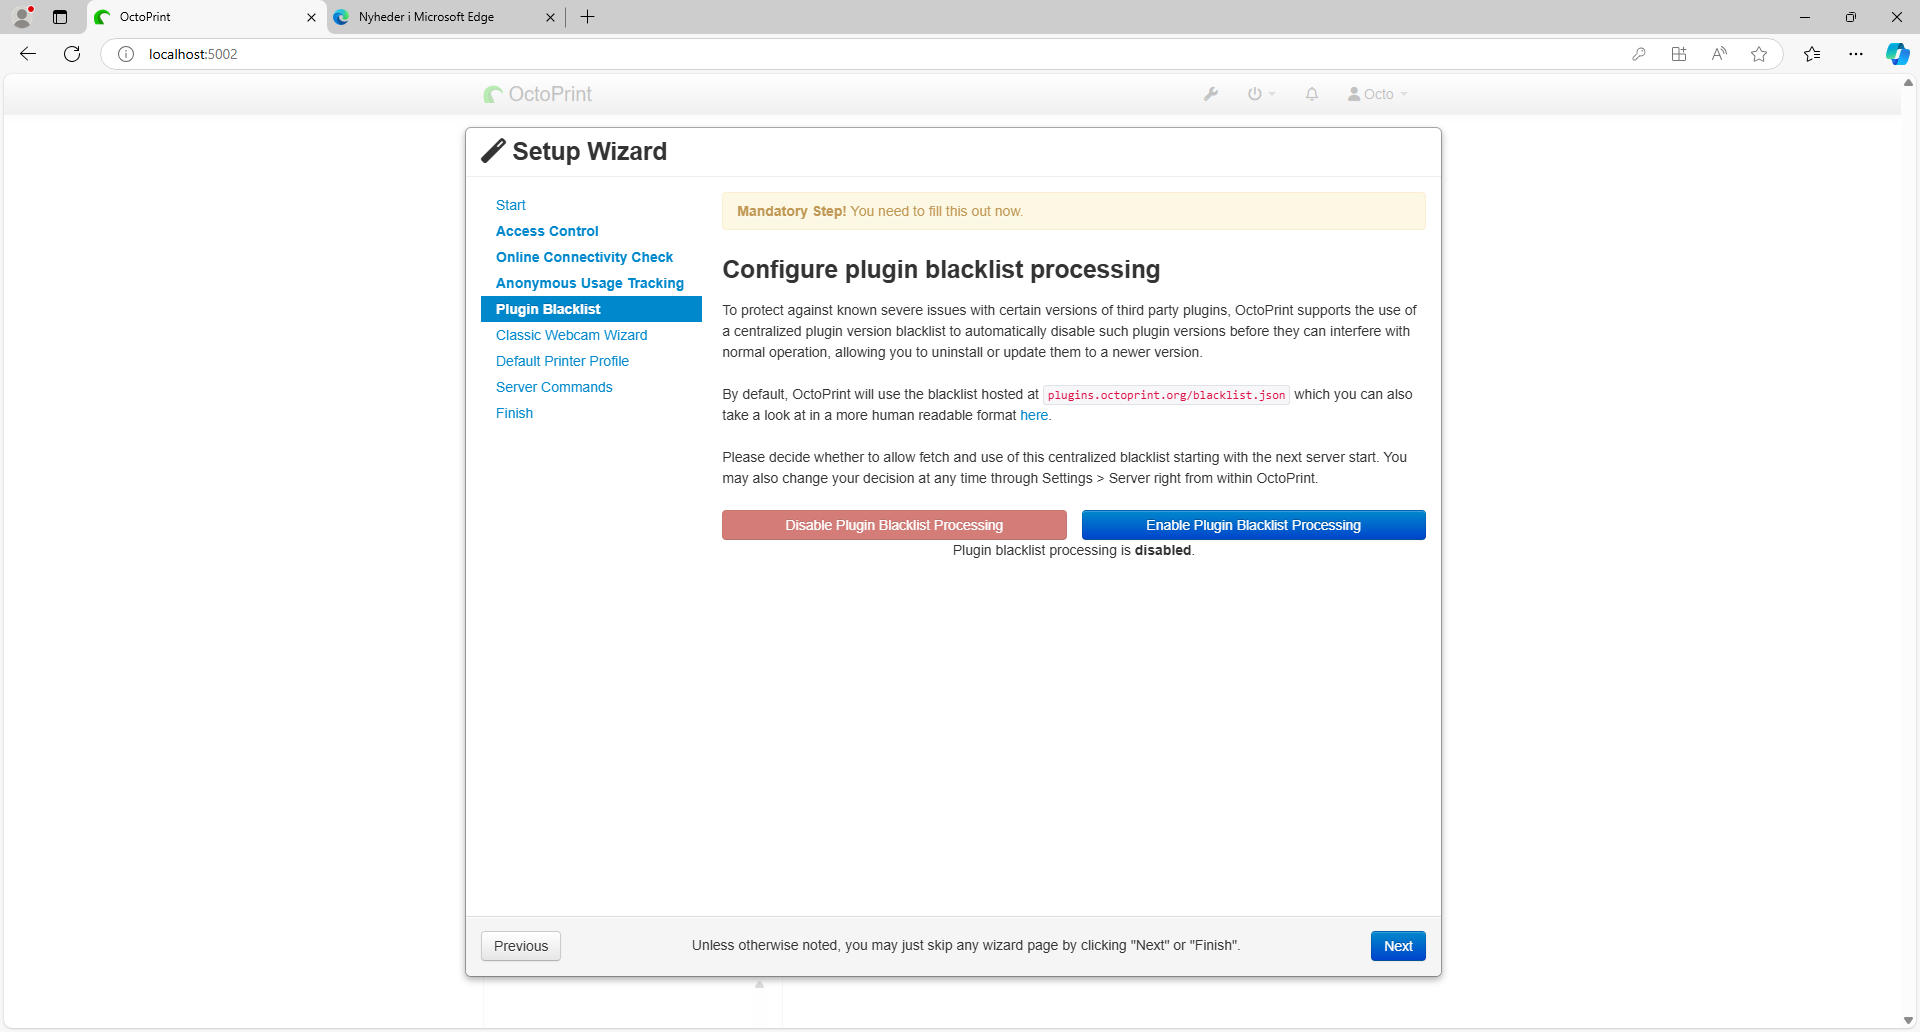 OctoPrint
Nyheder i Microsoft Edge
localhost:5002
OctoPrint
Octo
Setup Wizard
Start
Access Control
Online Connectivity Check
Anonymous Usage Tracking
Plugin Blacklist
Classic Webcam Wizard
Default Printer Profile
Server Commands
Finish
Mandatory Step! You need to fill this out now.
Configure plugin blacklist processing
To protect against known severe issues with certain versions of third party plugins, OctoPrint supports the use of
a centralized plugin version blacklist to automatically disable such plugin versions before they can interfere with
normal operation, allowing you to uninstall or update them to a newer version.
By default, OctoPrint will use the blacklist hosted at plugins.octoprint.org/blacklist.json which you can also
take a look at in a more human readable format here.
Please decide whether to allow fetch and use of this centralized blacklist starting with the next server start. You
may also change your decision at any time through Settings > Server right from within OctoPrint.
Disable Plugin Blacklist Processing
Enable Plugin Blacklist Processing
Plugin blacklist processing is disabled.
Previous
Unless otherwise noted, you may just skip any wizard page by clicking "Next" or "Finish".
Next